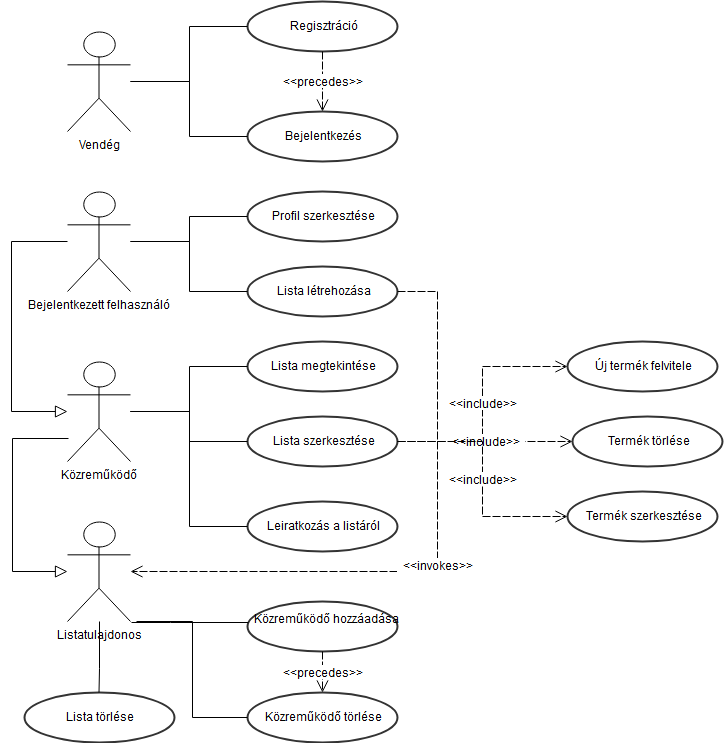 Regisztráció
<<precedes>>
Bejelentkezés
Vendég
Profil szerkesztése
Lista létrehozása
Bejelentkezett felhasználó
Lista megtekintése
Új termék felvitele
<<include>>
Lista szerkesztése
<<include>>
Termék törlése
Közreműködő
<<include>>
Leiratkozás a listáról
Termék szerkesztése
<<invokes>>
Közreműködő hozzáadása
Listatulajdonos
<<precedes>>
Lista törlése
Közreműködő törlése